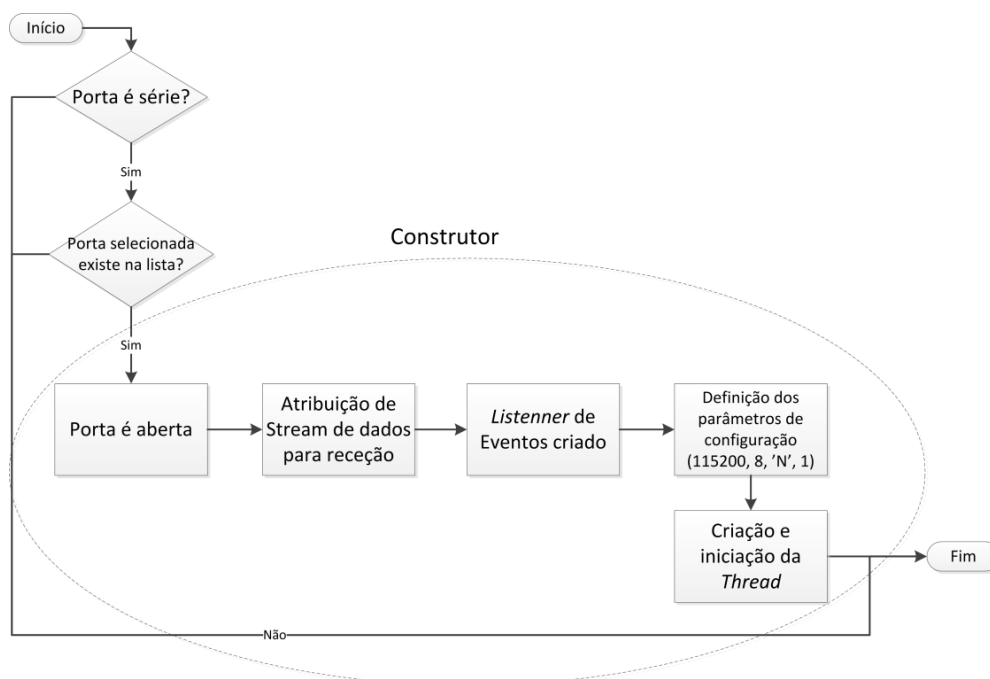 Início
Porta é série?
Sim
Porta selecionada
existe na lista?
Construtor
Sim
Porta é aberta
Atribuição de
Stream de dados
para receção
Listenner de
Eventos criado
Definição dos
parâmetros de
configuração
(115200, 8, ’N’, 1)
Criação e
iniciação da
Thread
Fim
Não